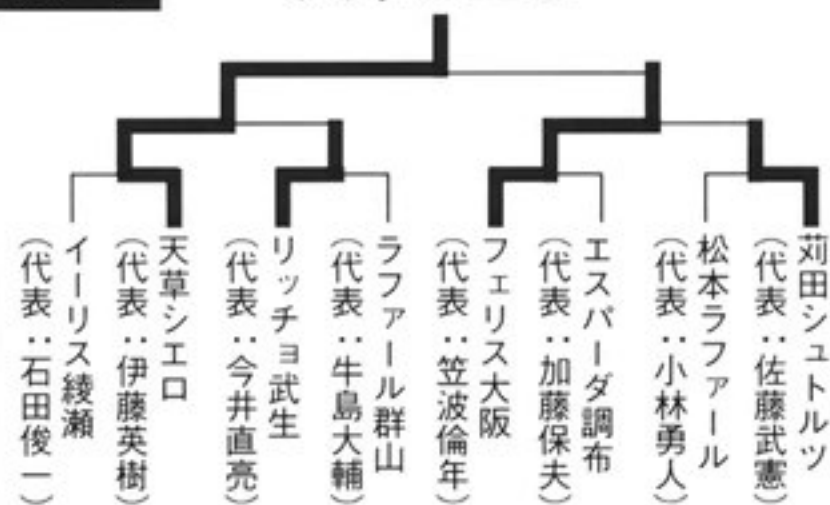 苅田シュトルツ
（代表：佐藤武憲）
松本ラファール
（代表：小林勇人）
エスパーダ調布
（代表：加藤保夫）
フェリス大阪
（代表：笠波倫年）
ラファール群山
（代表：牛島大輔）
リッチョ武生
（代表：今井直亮）
天草シエロ
（代表：伊藤英樹）
イーリス綾瀬
（代表：石田俊一）